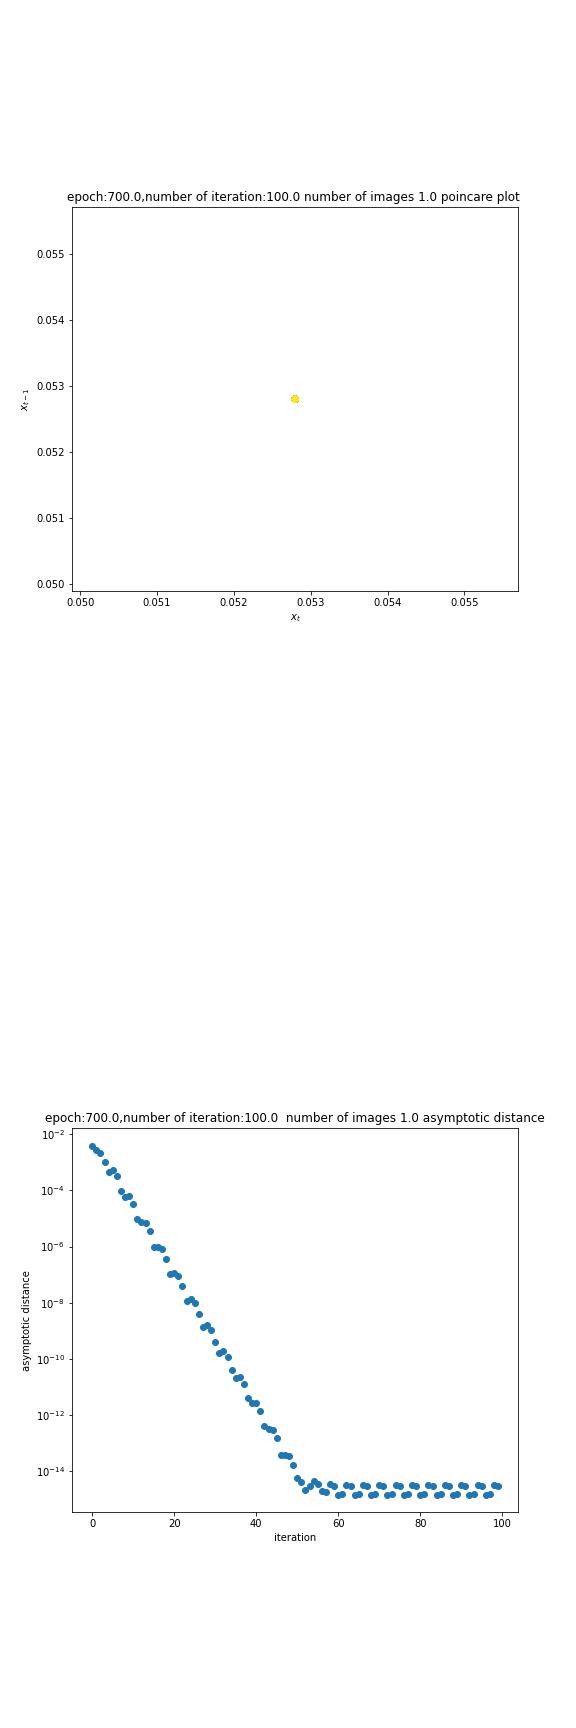 epoch:700.0,number of iteration:100.0 number of images 1.0 poincare plot
0.055
0.054
0.053
0.052
0.051
0.050
x_{t-1}
0.050 0.051 0.052 0.053 0.054 0.055
x_t
epoch:700.0,number of iteration:100.0  number of images 1.0 asymptotic distance
10^{-2}
10^{-4}
10^{-6}
10^{-8}
10^{-10}
10^{-12}
10^{-14}
asymptotic distance
0 20 40 60 80 100
iteration